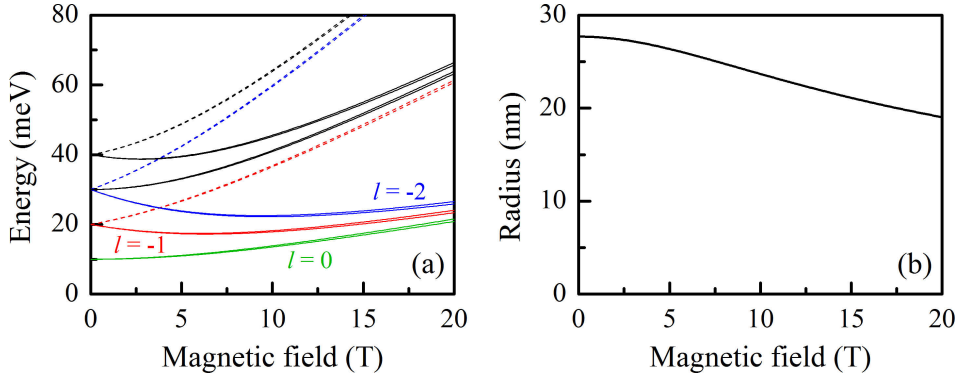 80
60
40
20
0
Energy (meV)
l = -2
l = -1
l = 0
(a)
0 5 10 15 20
Magnetic field (T)
30
20
10
0
Radius (nm)
(b)
0 5 10 15 20
Magnetic field (T)